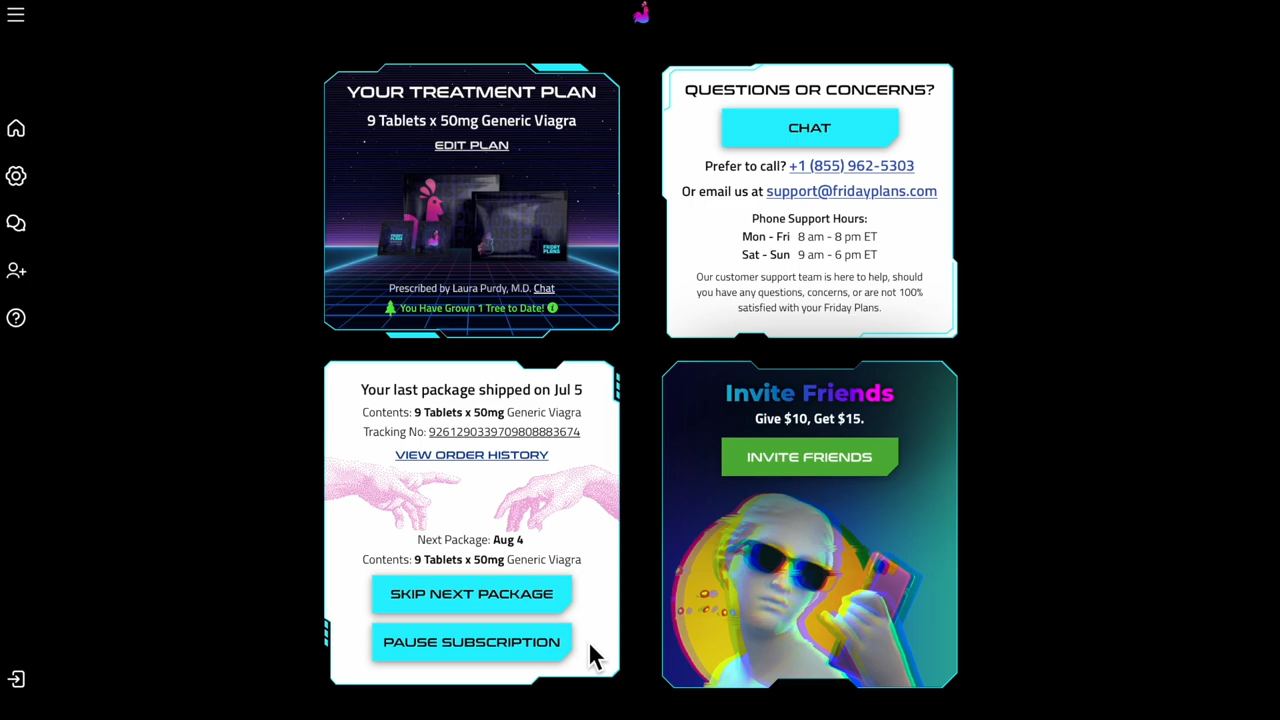 YOUR TREATMENT PLAN
9 Tablets x 50mg Generic Viagra
EDIT PLAN
FRIDAY
PLANS
Prescribed by Laura Purdy, M.D. Chat
You Have Grown 1 Tree to Date!
QUESTIONS OR CONCERNS?
CHAT
Prefer to call? +1 (855) 962-5303
Or email us at support@fridayplans.com
Phone Support Hours:
Mon - Fri 8 am - 8 pm ET
Sat - Sun 9 am - 6 pm ET
Our customer support team is here to help, should
you have any questions, concerns, or are not 100%
satisfied with your Friday Plans.
Your last package shipped on Jul 5
Contents: 9 Tablets x 50mg Generic Viagra
Tracking No: 9261290339709808883674
VIEW ORDER HISTORY
Next Package: Aug 4
Contents: 9 Tablets x 50mg Generic Viagra
SKIP NEXT PACKAGE
PAUSE SUBSCRIPTION
Invite Friends
Give $10, Get $15.
INVITE FRIENDS